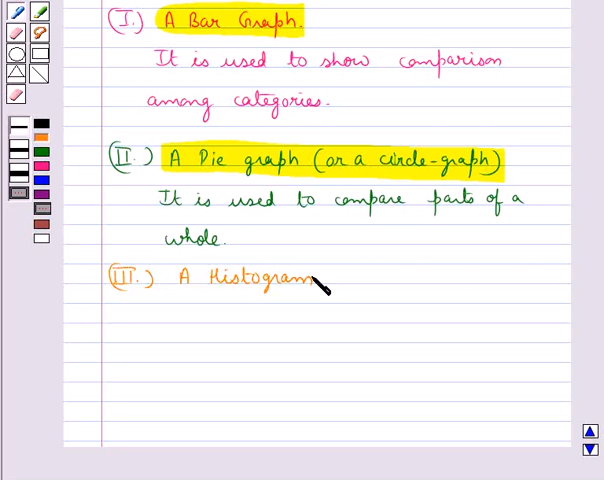 (I.) A Bar Graph.
It is used to show comparison
among categories.
(II.) A Pie graph (or a circle-graph)
It is used to compare parts of a
whole.
(III.) A Histogram